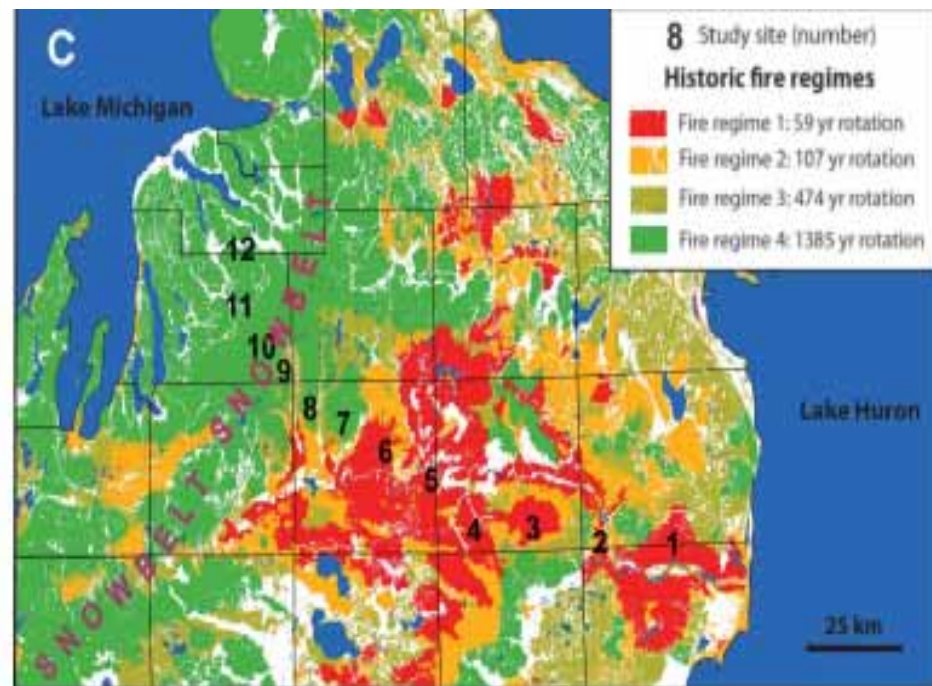 C
8 Study site (number)
Historic fire regimes
Fire regime 1: 59 yr rotation
Fire regime 2: 107 yr rotation
Fire regime 3: 474 yr rotation
Fire regime 4: 1385 yr rotation
Lake Michigan
SNOWBELT SNOWBELT
12
11
10
9
8
7
6
5
4
3
2
1
Lake Huron
25 km